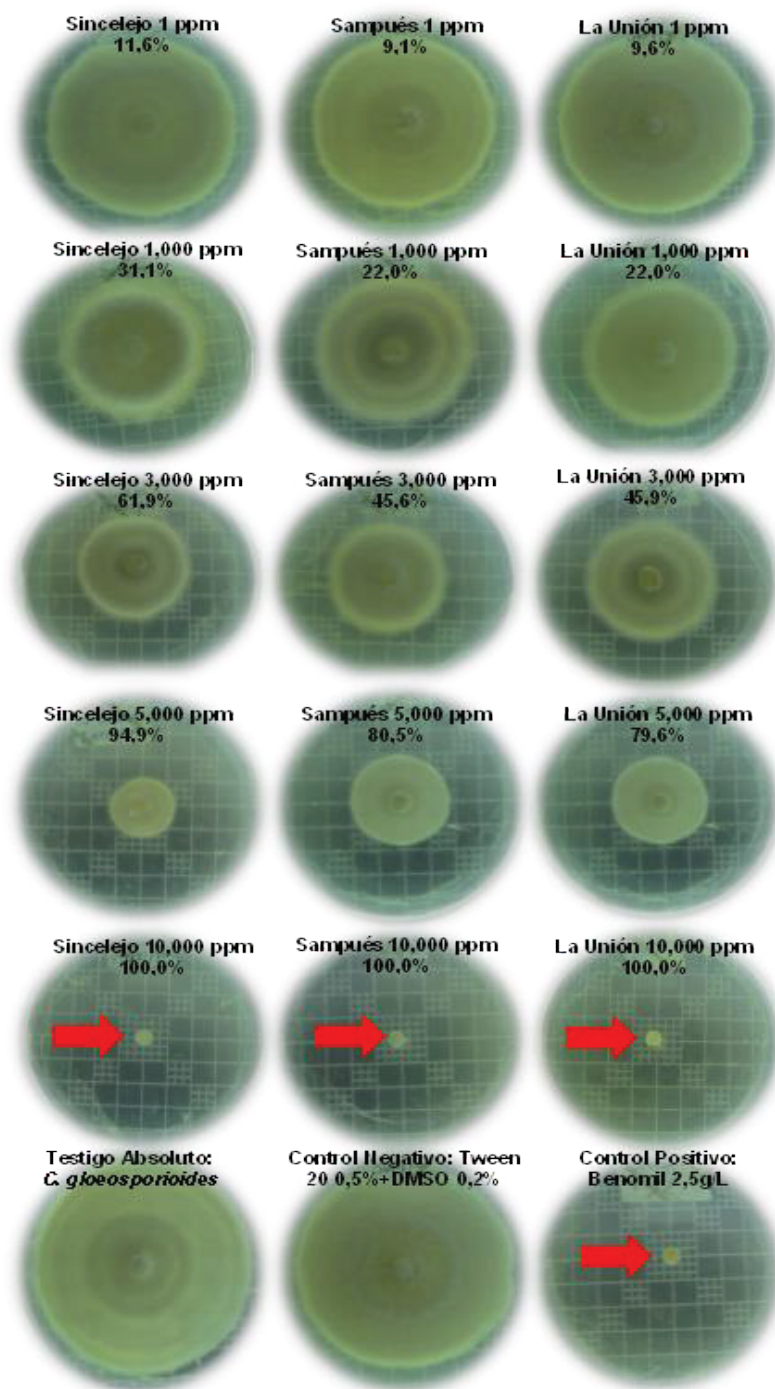 Sincelejo 1 ppm
11,6%
Sampués 1 ppm
9,1%
La Unión 1 ppm
9,6%
Sincelejo 1,000 ppm
31,1%
Sampués 1,000 ppm
22,0%
La Unión 1,000 ppm
22,0%
Sincelejo 3,000 ppm
61,9%
Sampués 3,000 ppm
45,6%
La Unión 3,000 ppm
45,9%
Sincelejo 5,000 ppm
94,9%
Sampués 5,000 ppm
80,5%
La Unión 5,000 ppm
79,6%
Sincelejo 10,000 ppm
100,0%
Sampués 10,000 ppm
100,0%
La Unión 10,000 ppm
100,0%
Testigo Absoluto:
C. gloeosporioides
Control Negativo: Tween
20 0,5%+DMSO 0,2%
Control Positivo:
Benomil 2,5g/L